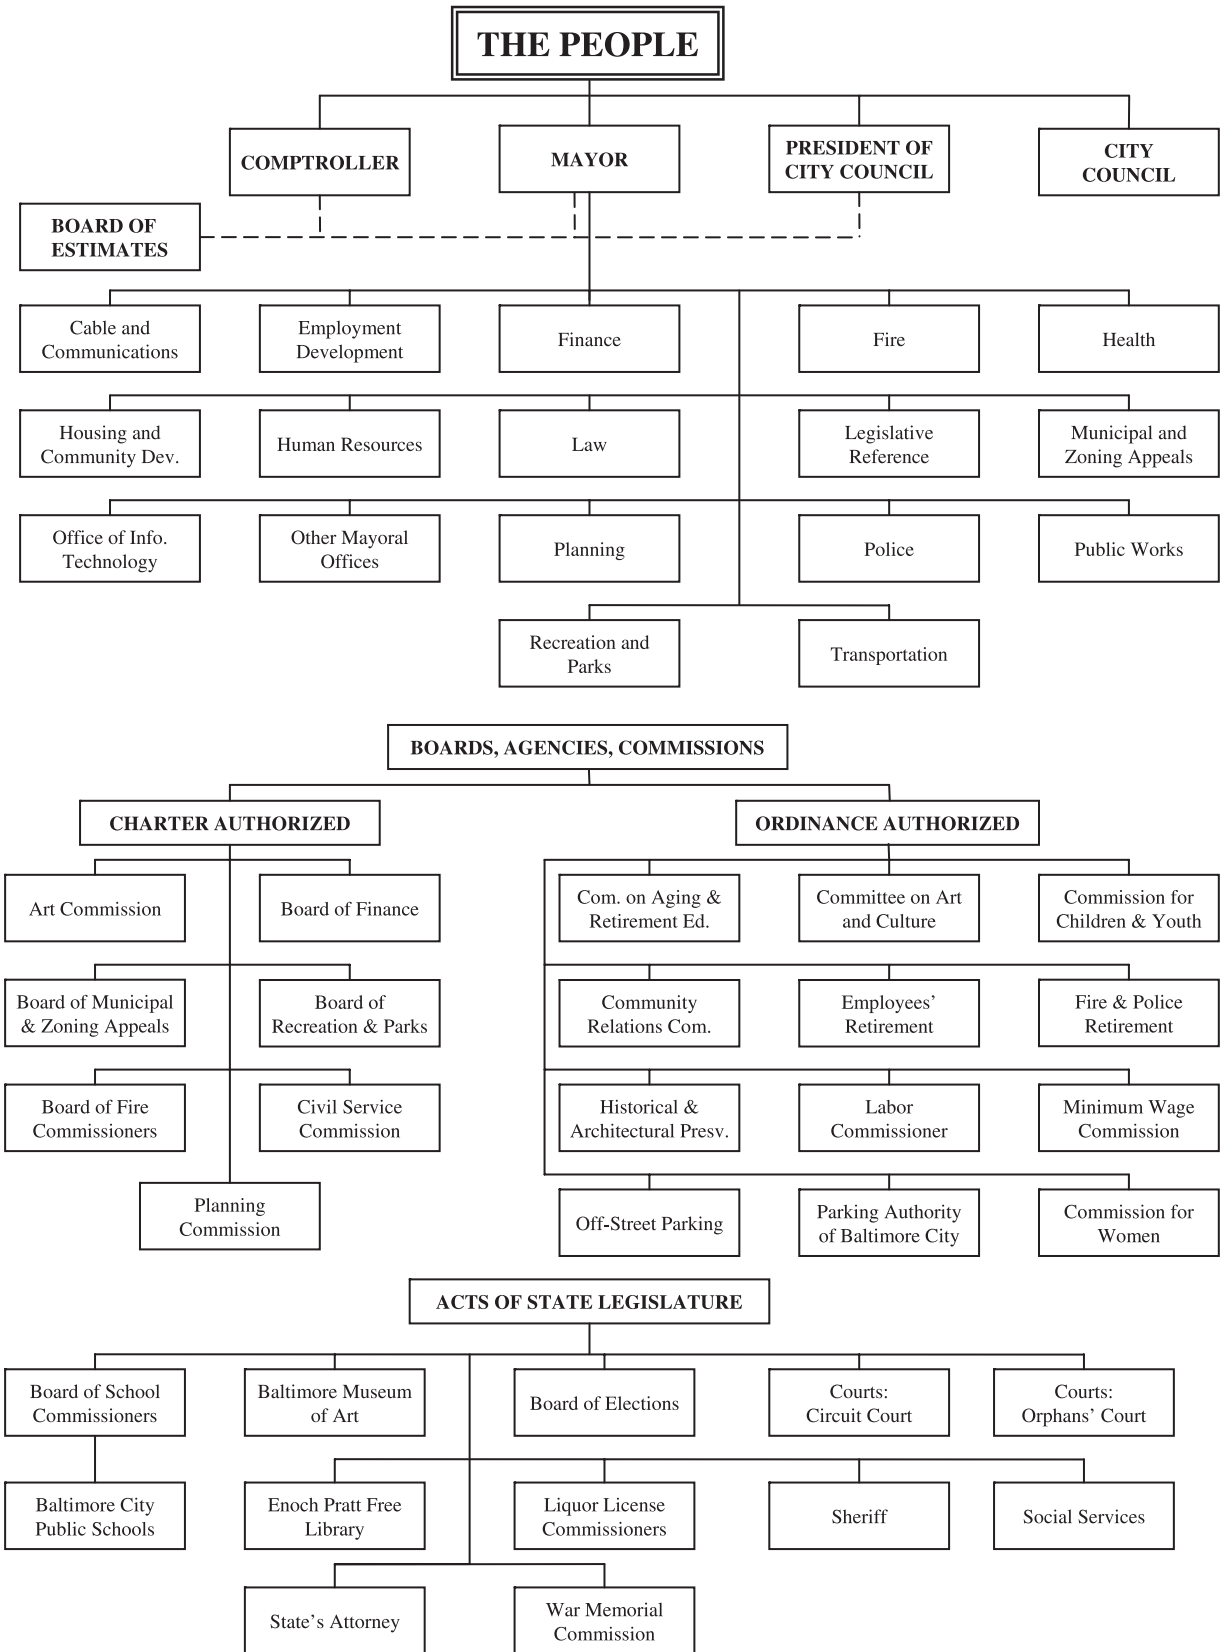 THE PEOPLE
COMPTROLLER
MAYOR
PRESIDENT OF
CITY COUNCIL
CITY
COUNCIL
BOARD OF
ESTIMATES
Cable and
Communications
Employment
Development
Finance
Fire
Health
Housing and
Community Dev.
Human Resources
Law
Legislative
Reference
Municipal and
Zoning Appeals
Office of Info.
Technology
Other Mayoral
Offices
Planning
Police
Public Works
Recreation and
Parks
Transportation
BOARDS, AGENCIES, COMMISSIONS
CHARTER AUTHORIZED
Art Commission
Board of Finance
Board of Municipal
& Zoning Appeals
Board of
Recreation & Parks
Board of Fire
Commissioners
Civil Service
Commission
Planning
Commission
ORDINANCE AUTHORIZED
Com. on Aging &
Retirement Ed.
Committee on Art
and Culture
Commission for
Children & Youth
Community
Relations Com.
Employees’
Retirement
Fire & Police
Retirement
Historical &
Architectural Presv.
Labor
Commissioner
Minimum Wage
Commission
Off-Street Parking
Parking Authority
of Baltimore City
Commission for
Women
ACTS OF STATE LEGISLATURE
Board of School
Commissioners
Baltimore Museum
of Art
Board of Elections
Courts:
Circuit Court
Courts:
Orphans’ Court
Baltimore City
Public Schools
Enoch Pratt Free
Library
Liquor License
Commissioners
Sheriff
Social Services
State’s Attorney
War Memorial
Commission